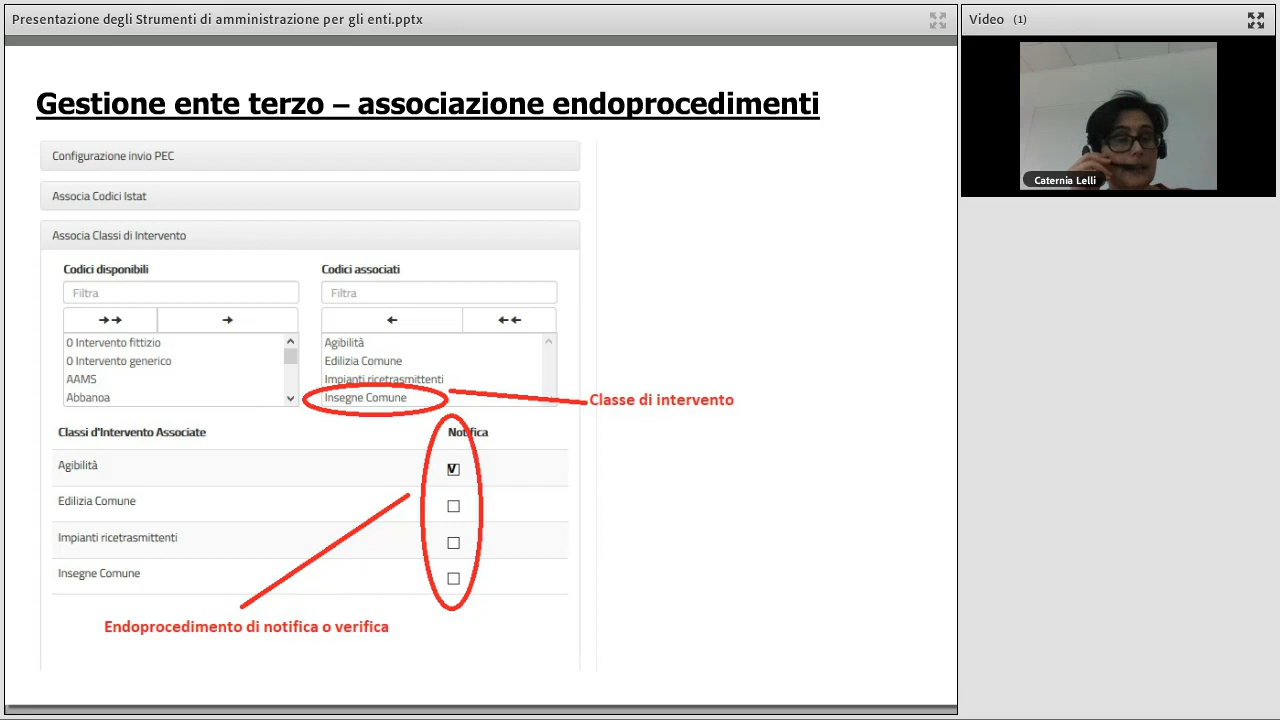 Presentazione degli Strumenti di amministrazione per gli enti.pptx
Video (1)
Caternia Lelli
Gestione ente terzo – associazione endoprocedimenti
Configurazione invio PEC
Associa Codici Istat
Associa Classi di Intervento
Codici disponibili
Codici associati
Filtra
Filtra
0 Intervento fittizio
0 Intervento generico
AAMS
Abbanoa
Agibilità
Edilizia Comune
Impianti ricetrasmittenti
Insegne Comune
Classe di intervento
Classi d'Intervento Associate
Notifica
Agibilità
V
Edilizia Comune
Impianti ricetrasmittenti
Insegne Comune
Endoprocedimento di notifica o verifica